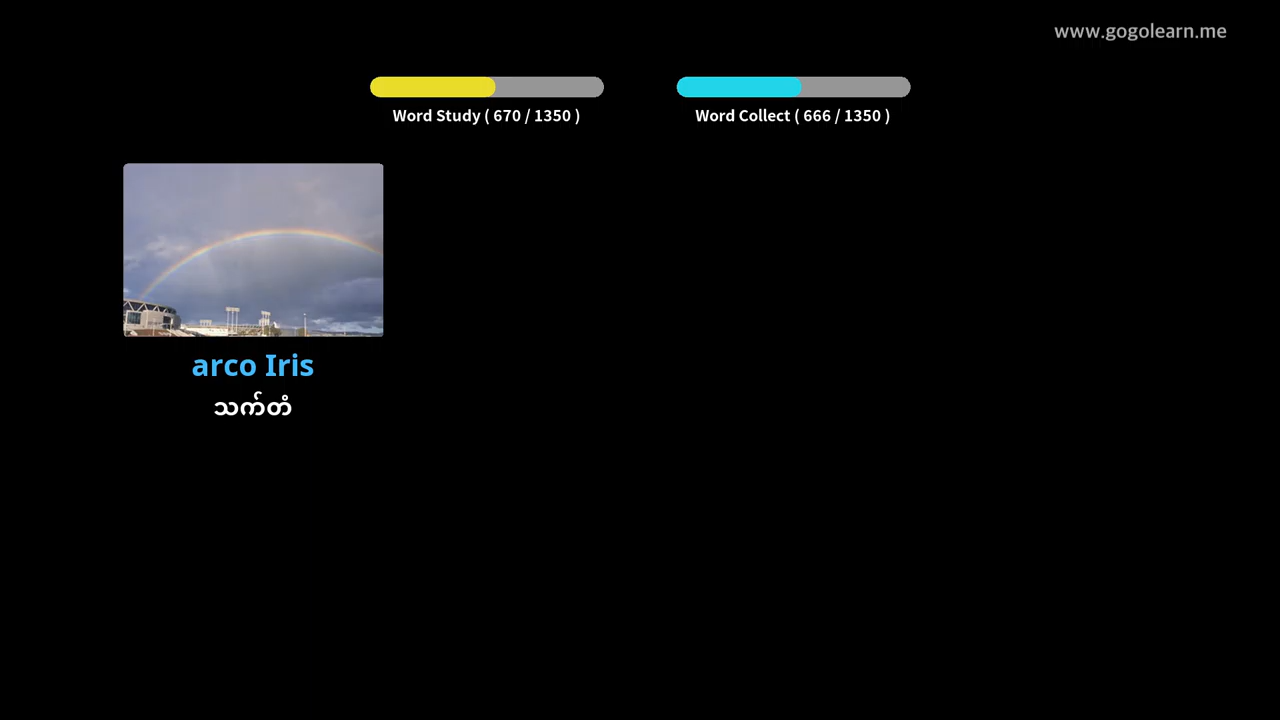 www.gogolearn.me
Word Study ( 670 / 1350 )
Word Collect ( 666 / 1350 )
arco Iris
သက်တံ